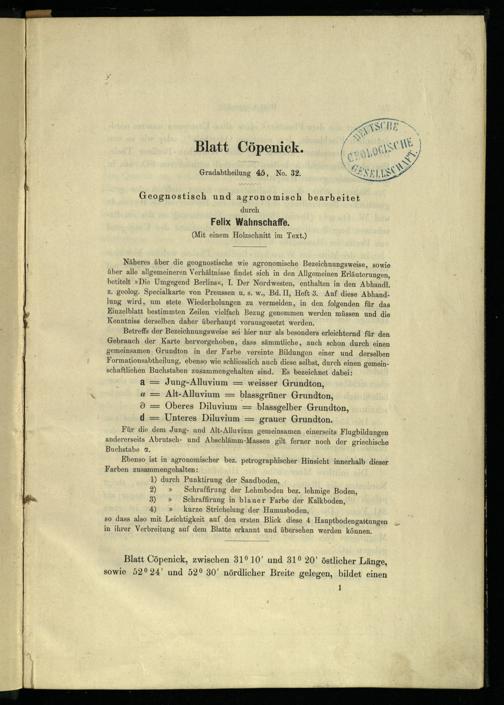 Blatt Cöpenick.
Gradabtheilung 45, No. 32.
DEUTSCHE
GEOLOGISCHE
GESELLSCHAFT.
Geognostisch und agronomisch bearbeitet
durch
Felix Wahnschaffe.
(Mit einem Holzschnitt im Text.)
Näheres über die geognostische wie agronomische Bezeichnungsweise, sowie
über alle allgemeineren Verhältnisse findet sich in den Allgemeinen Erläuterungen,
betitelt »Die Umgegend Berlins«, I. Der Nordwesten, enthalten in den Abhandl.
z. geolog. Specialkarte von Preussen u. s. w., Bd. II, Heft 3. Auf diese Abhand-
lung wird, um stete Wiederholungen zu vermeiden, in den folgenden für das
Einzelblatt bestimmten Zeilen vielfach Bezug genommen werden müssen und die
Kenntniss derselben daher überhaupt vorausgesetzt werden.
Betreffs der Bezeichnungsweise sei hier nur als besonders erleichternd für den
Gebrauch der Karte hervorgehoben, dass sämmtliche, auch schon durch einen
gemeinsamen Grundton in der Farbe vereinte Bildungen einer und derselben
Formationsabtheilung, ebenso wie schliesslich auch diese selbst, durch einen gemein-
schaftlichen Buchstaben zusammengehalten sind. Es bezeichnet dabei:
a = Jung-Alluvium = weisser Grundton,
a = Alt-Alluvium = blassgrüner Grundton,
∂ = Oberes Diluvium = blassgelber Grundton,
d = Unteres Diluvium = grauer Grundton.
Für die dem Jung- und Alt-Alluvium gemeinsamen einerseits Flugbildungen
andererseits Abrutsch- und Abschlämm-Massen gilt ferner noch der griechische
Buchstabe α.
Ebenso ist in agronomischer bez. petrographischer Hinsicht innerhalb dieser
Farben zusammengehalten:
1) durch Punktirung der Sandboden,
2) » Schraffirung der Lehmboden bez. lehmige Boden,
3) » Schraffirung in blauer Farbe der Kalkboden,
4) » kurze Strichelung der Humusboden,
so dass also mit Leichtigkeit auf den ersten Blick diese 4 Hauptbodengattungen
in ihrer Verbreitung auf dem Blatte erkannt und übersehen werden können.
Blatt Cöpenick, zwischen 31° 10′ und 31° 20′ östlicher Länge,
sowie 52° 24′ und 52° 30′ nördlicher Breite gelegen, bildet einen
1